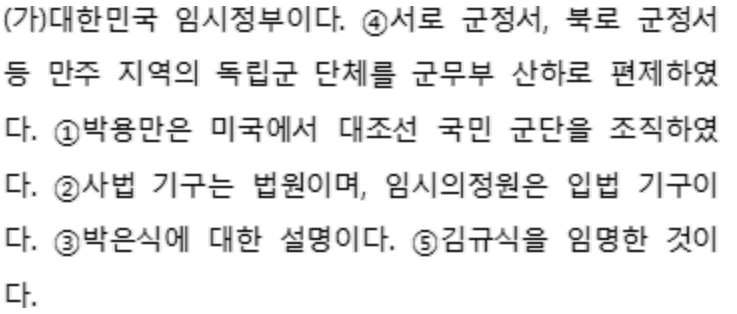 (가)대한민국 임시정부이다. ④서로 군정서, 북로 군정서
등 만주 지역의 독립군 단체를 군무부 산하로 편제하였
다. ①박용만은 미국에서 대조선 국민 군단을 조직하였
다. ②사법 기구는 법원이며, 임시의정원은 입법 기구이
다. ③박은식에 대한 설명이다. ⑤김규식을 임명한 것이
다.